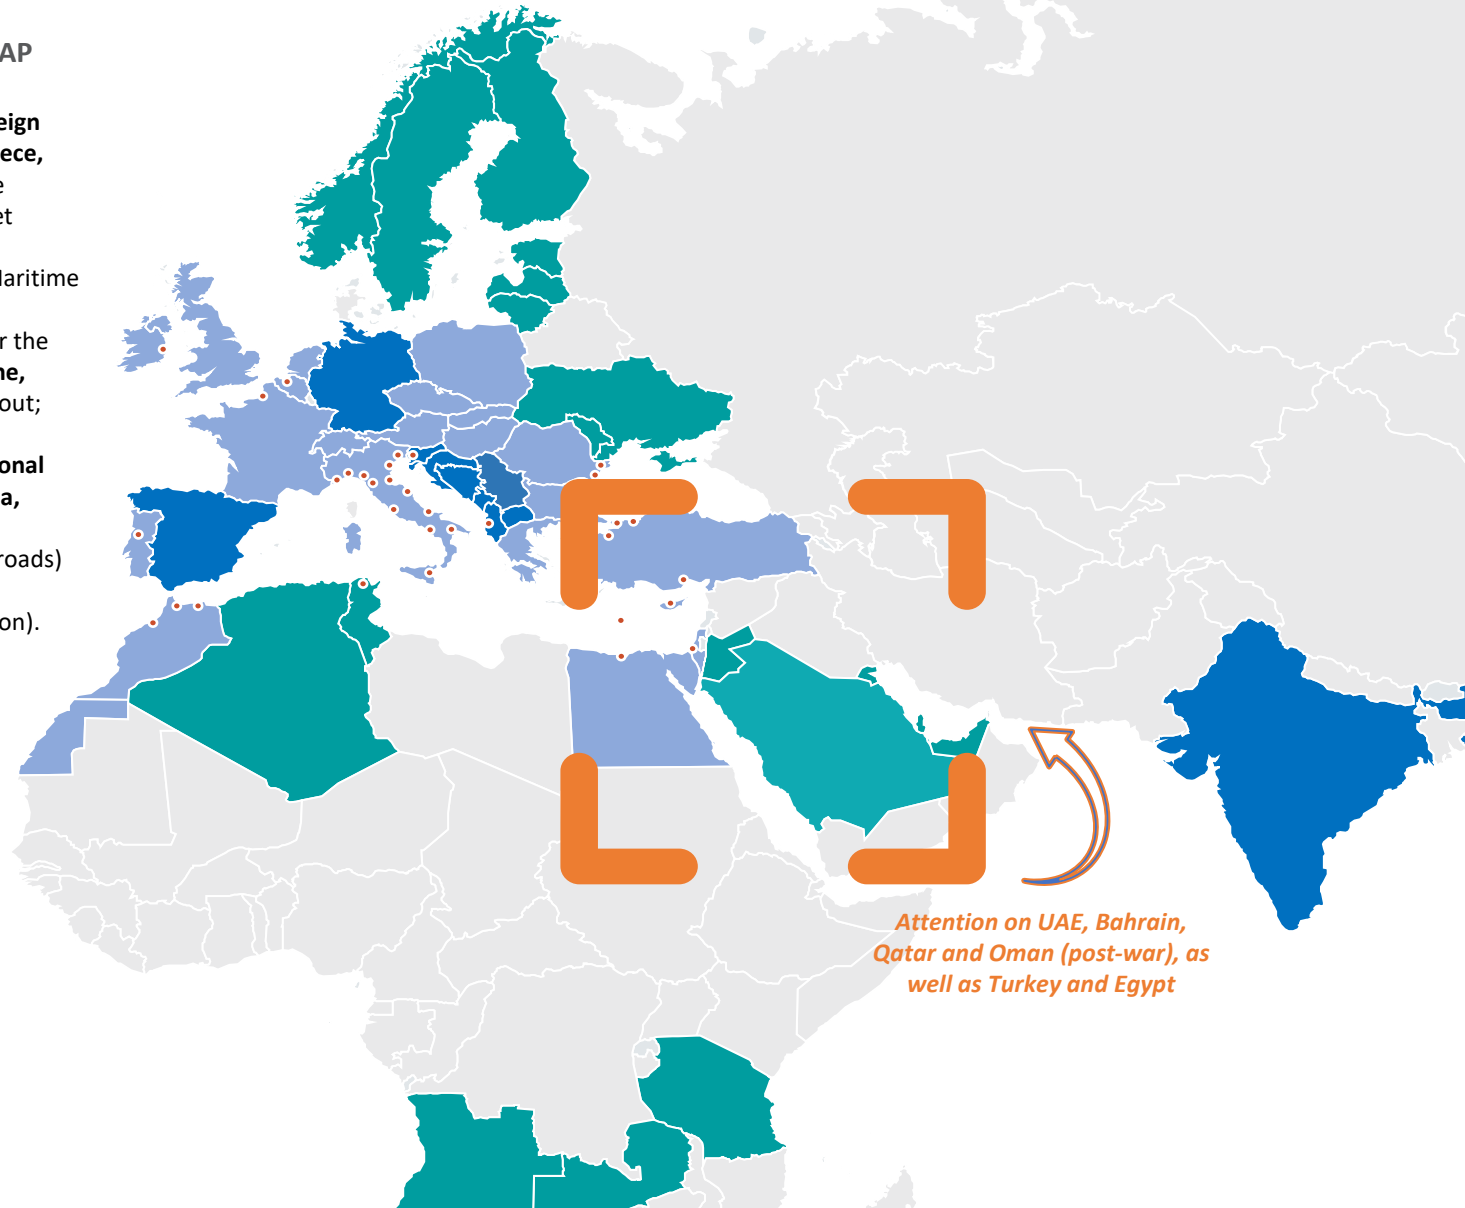 AP
eign
ece,
e
et
laritime
r the
ne,
out;
onal
a,
roads)
on).
Attention on UAE, Bahrain,
Qatar and Oman (post-war), as
well as Turkey and Egypt